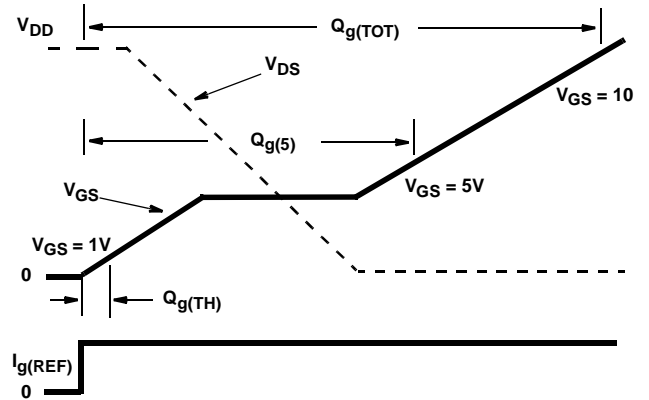 V_DD
Q_g(TOT)
V_DS
V_GS = 10
Q_g(5)
V_GS
V_GS = 5V
V_GS = 1V
0
Q_g(TH)
I_g(REF)
0